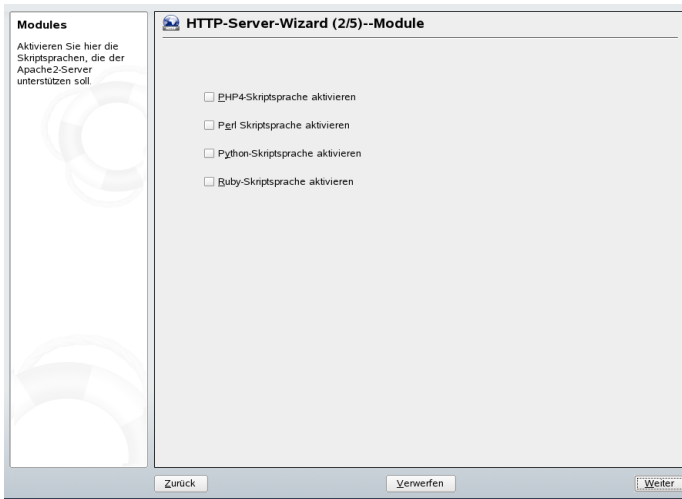 Modules
Aktivieren Sie hier die
Skriptsprachen, die der
Apache2-Server
unterstützen soll.
HTTP-Server-Wizard (2/5)--Module
PHP4-Skriptsprache aktivieren
Perl Skriptsprache aktivieren
Python-Skriptsprache aktivieren
Ruby-Skriptsprache aktivieren
Zurück
Verwerfen
Weiter